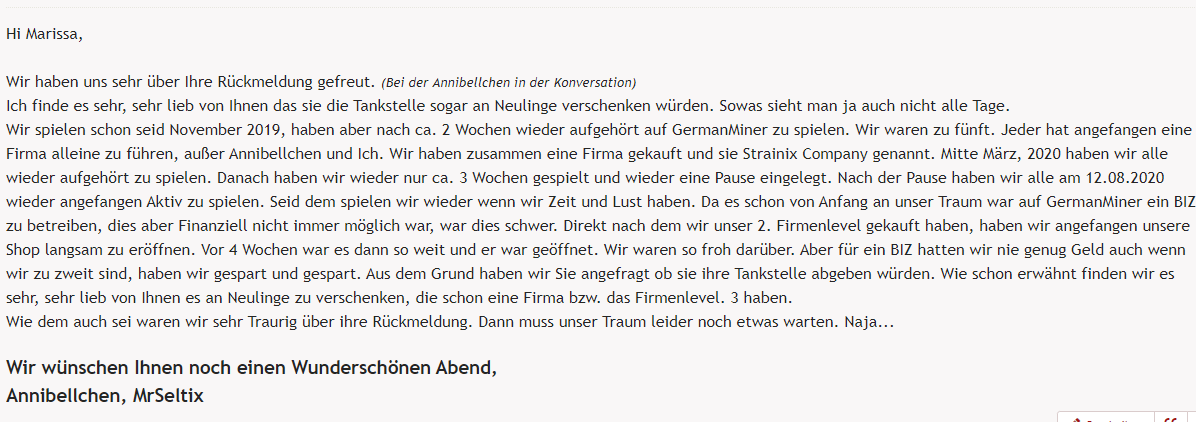 Hi Marissa,
Wir haben uns sehr über Ihre Rückmeldung gefreut. (Bei der Annibellchen in der Konversation)
Ich finde es sehr, sehr lieb von Ihnen das sie die Tankstelle sogar an Neulinge verschenken würden. Sowas sieht man ja auch nicht alle Tage.
Wir spielen schon seid November 2019, haben aber nach ca. 2 Wochen wieder aufgehört auf GermanMiner zu spielen. Wir waren zu fünft. Jeder hat angefangen eine
Firma alleine zu führen, außer Annibellchen und Ich. Wir haben zusammen eine Firma gekauft und sie Strainix Company genannt. Mitte März, 2020 haben wir alle
wieder aufgehört zu spielen. Danach haben wir wieder nur ca. 3 Wochen gespielt und wieder eine Pause eingelegt. Nach der Pause haben wir alle am 12.08.2020
wieder angefangen Aktiv zu spielen. Seid dem spielen wir wieder wenn wir Zeit und Lust haben. Da es schon von Anfang an unser Traum war auf GermanMiner ein BIZ
zu betreiben, dies aber Finanziell nicht immer möglich war, war dies schwer. Direkt nach dem wir unser 2. Firmenlevel gekauft haben, haben wir angefangen unsere
Shop langsam zu eröffnen. Vor 4 Wochen war es dann so weit und er war geöffnet. Wir waren so froh darüber. Aber für ein BIZ hatten wir nie genug Geld auch wenn
wir zu zweit sind, haben wir gespart und gespart. Aus dem Grund haben wir Sie angefragt ob sie ihre Tankstelle abgeben würden. Wie schon erwähnt finden wir es
sehr, sehr lieb von Ihnen es an Neulinge zu verschenken, die schon eine Firma bzw. das Firmenlevel. 3 haben.
Wie dem auch sei waren wir sehr Traurig über ihre Rückmeldung. Dann muss unser Traum leider noch etwas warten. Naja...
Wir wünschen Ihnen noch einen Wunderschönen Abend,
Annibellchen, MrSeltix